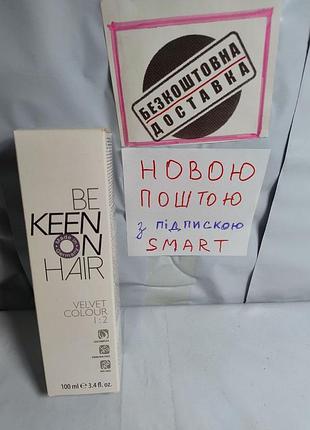 БЕЗКОШТОВНА
ДОСТАВКА
НОВОЮ
ПОШТОЮ
З ПІДПИСКОЮ
SMART
BE
KEEN
ON
HAIR
VELVET
COLOUR
1:2
100 ml e 3.4 fl. oz.